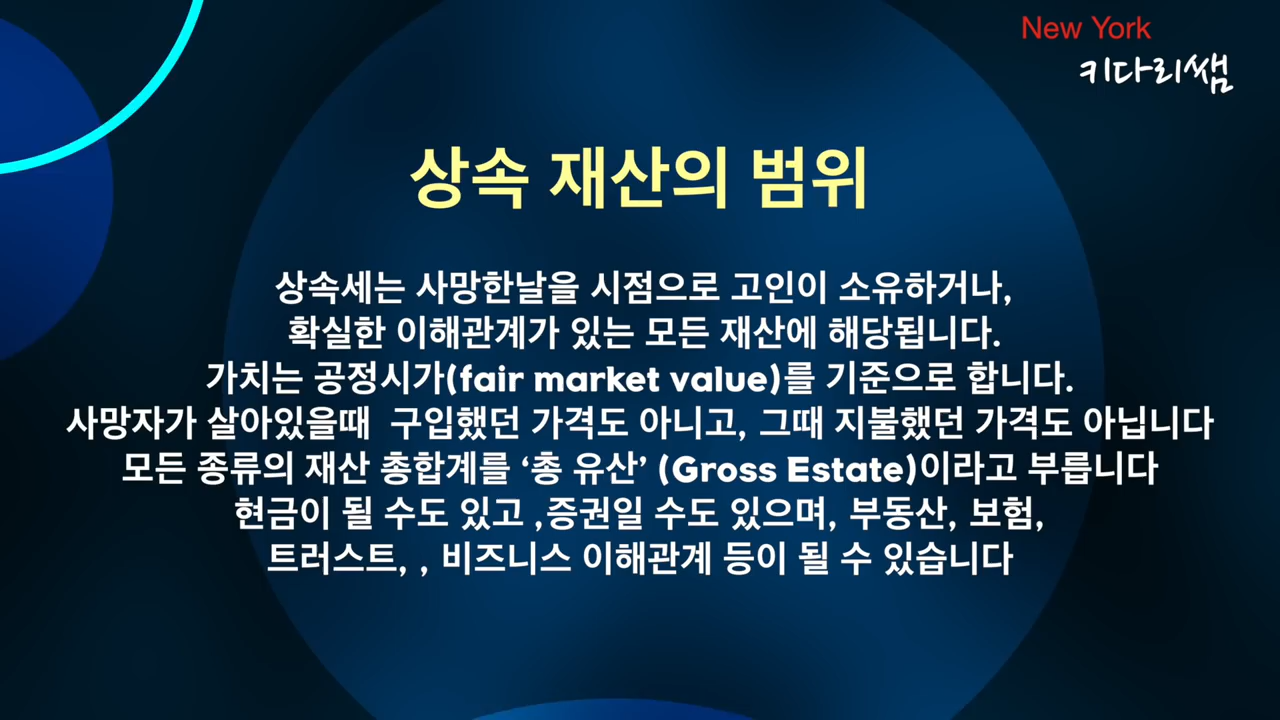 New York
키다리쌤
상속 재산의 범위
상속세는 사망한날을 시점으로 고인이 소유하거나,
확실한 이해관계가 있는 모든 재산에 해당됩니다.
가치는 공정시가(fair market value)를 기준으로 합니다.
사망자가 살아있을때  구입했던 가격도 아니고, 그때 지불했던 가격도 아닙니다
모든 종류의 재산 총합계를 ‘총 유산’ (Gross Estate)이라고 부릅니다
현금이 될 수도 있고 ,증권일 수도 있으며, 부동산, 보험,
트러스트, , 비즈니스 이해관계 등이 될 수 있습니다